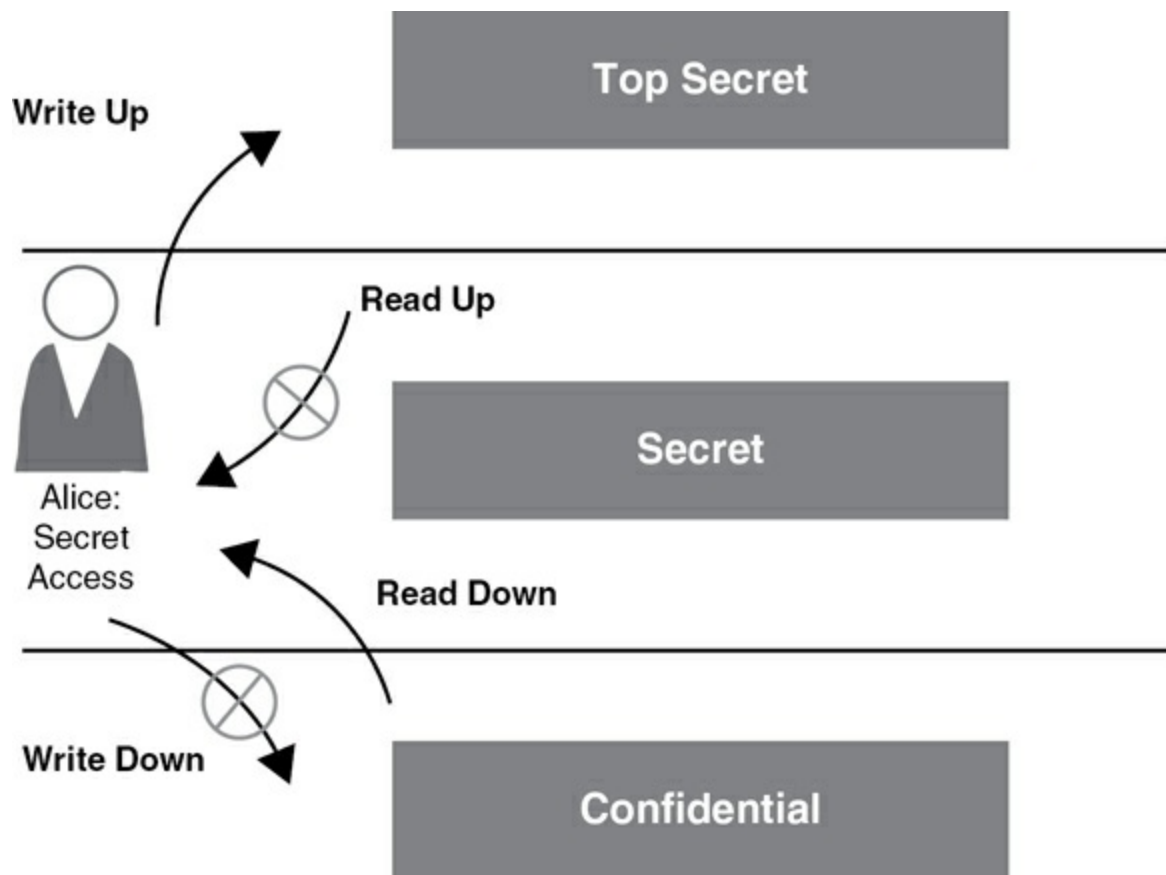 Top Secret
Write Up
Read Up
Secret
Alice:
Secret
Access
Read Down
Write Down
Confidential